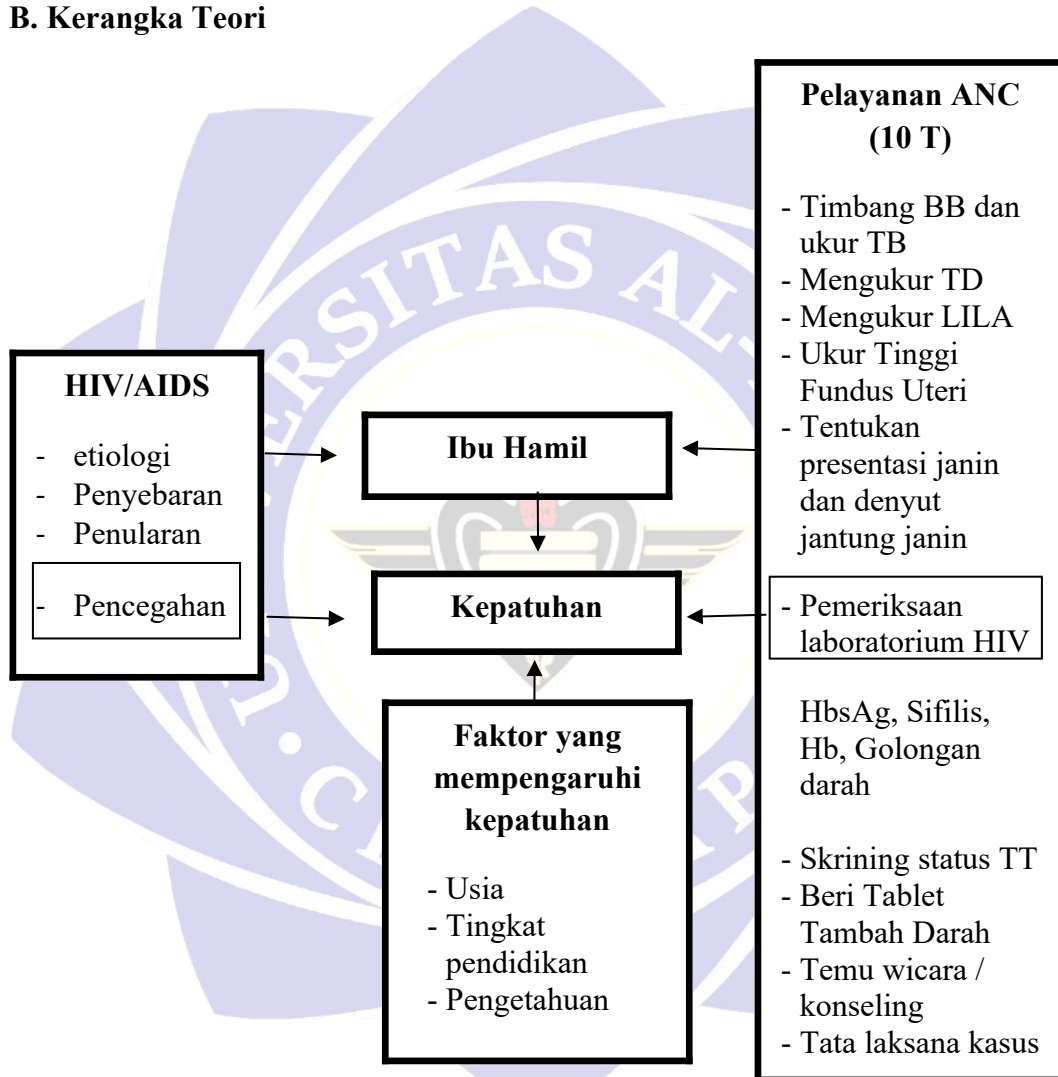 B. Kerangka Teori
Pelayanan ANC
(10 T)
- Timbang BB dan
ukur TB
- Mengukur TD
- Mengukur LILA
- Ukur Tinggi
Fundus Uteri
- Tentukan
presentasi janin
dan denyut
jantung janin
- Pemeriksaan
laboratorium HIV
HbsAg, Sifilis,
Hb, Golongan
darah
- Skrining status TT
- Beri Tablet
Tambah Darah
- Temu wicara /
konseling
- Tata laksana kasus
HIV/AIDS
- etiologi
- Penyebaran
- Penularan
- Pencegahan
Ibu Hamil
Kepatuhan
Faktor yang
mempengaruhi
kepatuhan
- Usia
- Tingkat
pendidikan
- Pengetahuan